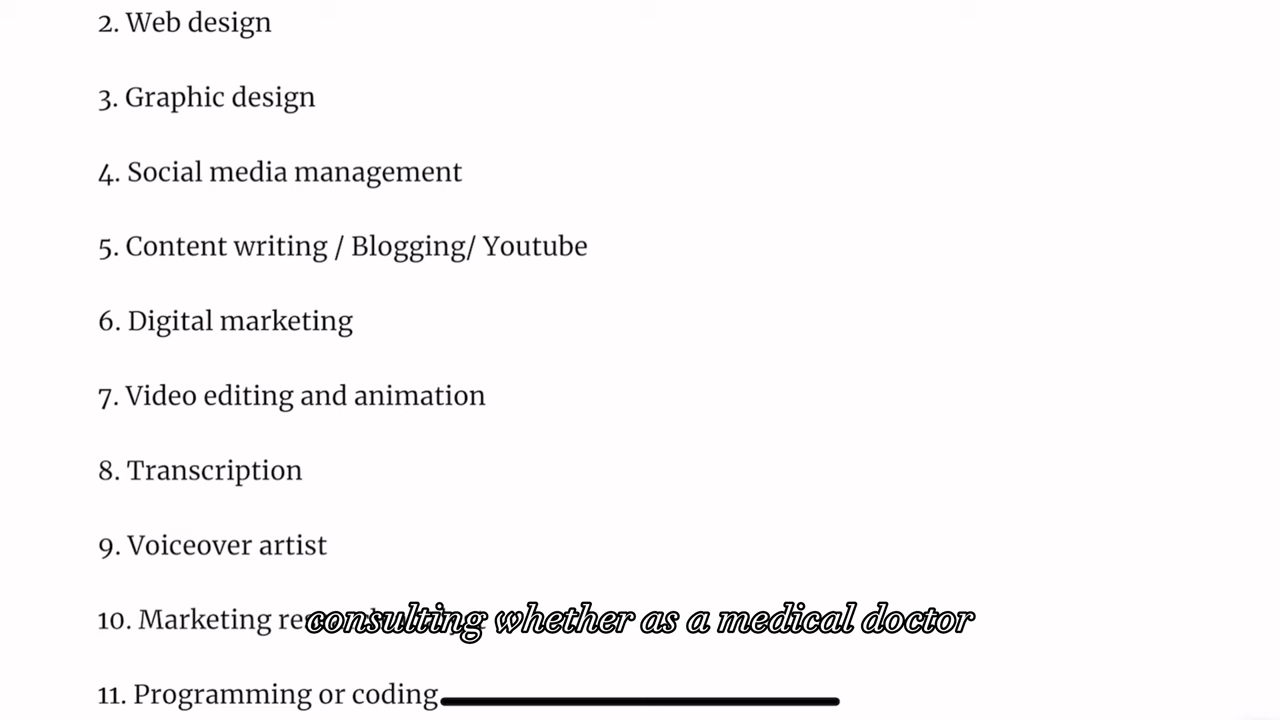 2. Web design
3. Graphic design
4. Social media management
5. Content writing / Blogging/ Youtube
6. Digital marketing
7. Video editing and animation
8. Transcription
9. Voiceover artist
10. Marketing
consulting whether as a medical doctor
11. Programming or coding